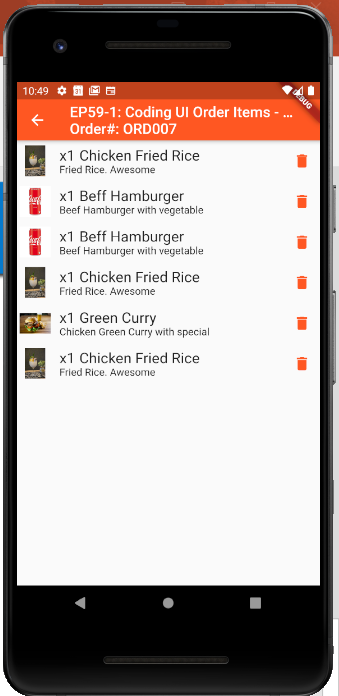 10:49
31
DEBUG
EP59-1: Coding UI Order Items - ...
Order#: ORD007
x1 Chicken Fried Rice
Fried Rice. Awesome
x1 Beff Hamburger
Beef Hamburger with vegetable
x1 Beff Hamburger
Beef Hamburger with vegetable
x1 Chicken Fried Rice
Fried Rice. Awesome
x1 Green Curry
Chicken Green Curry with special
x1 Chicken Fried Rice
Fried Rice. Awesome